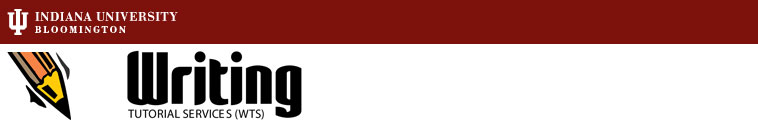 INDIANA UNIVERSITY
BLOOMINGTON
Writing
TUTORIAL SERVICES (WTS)